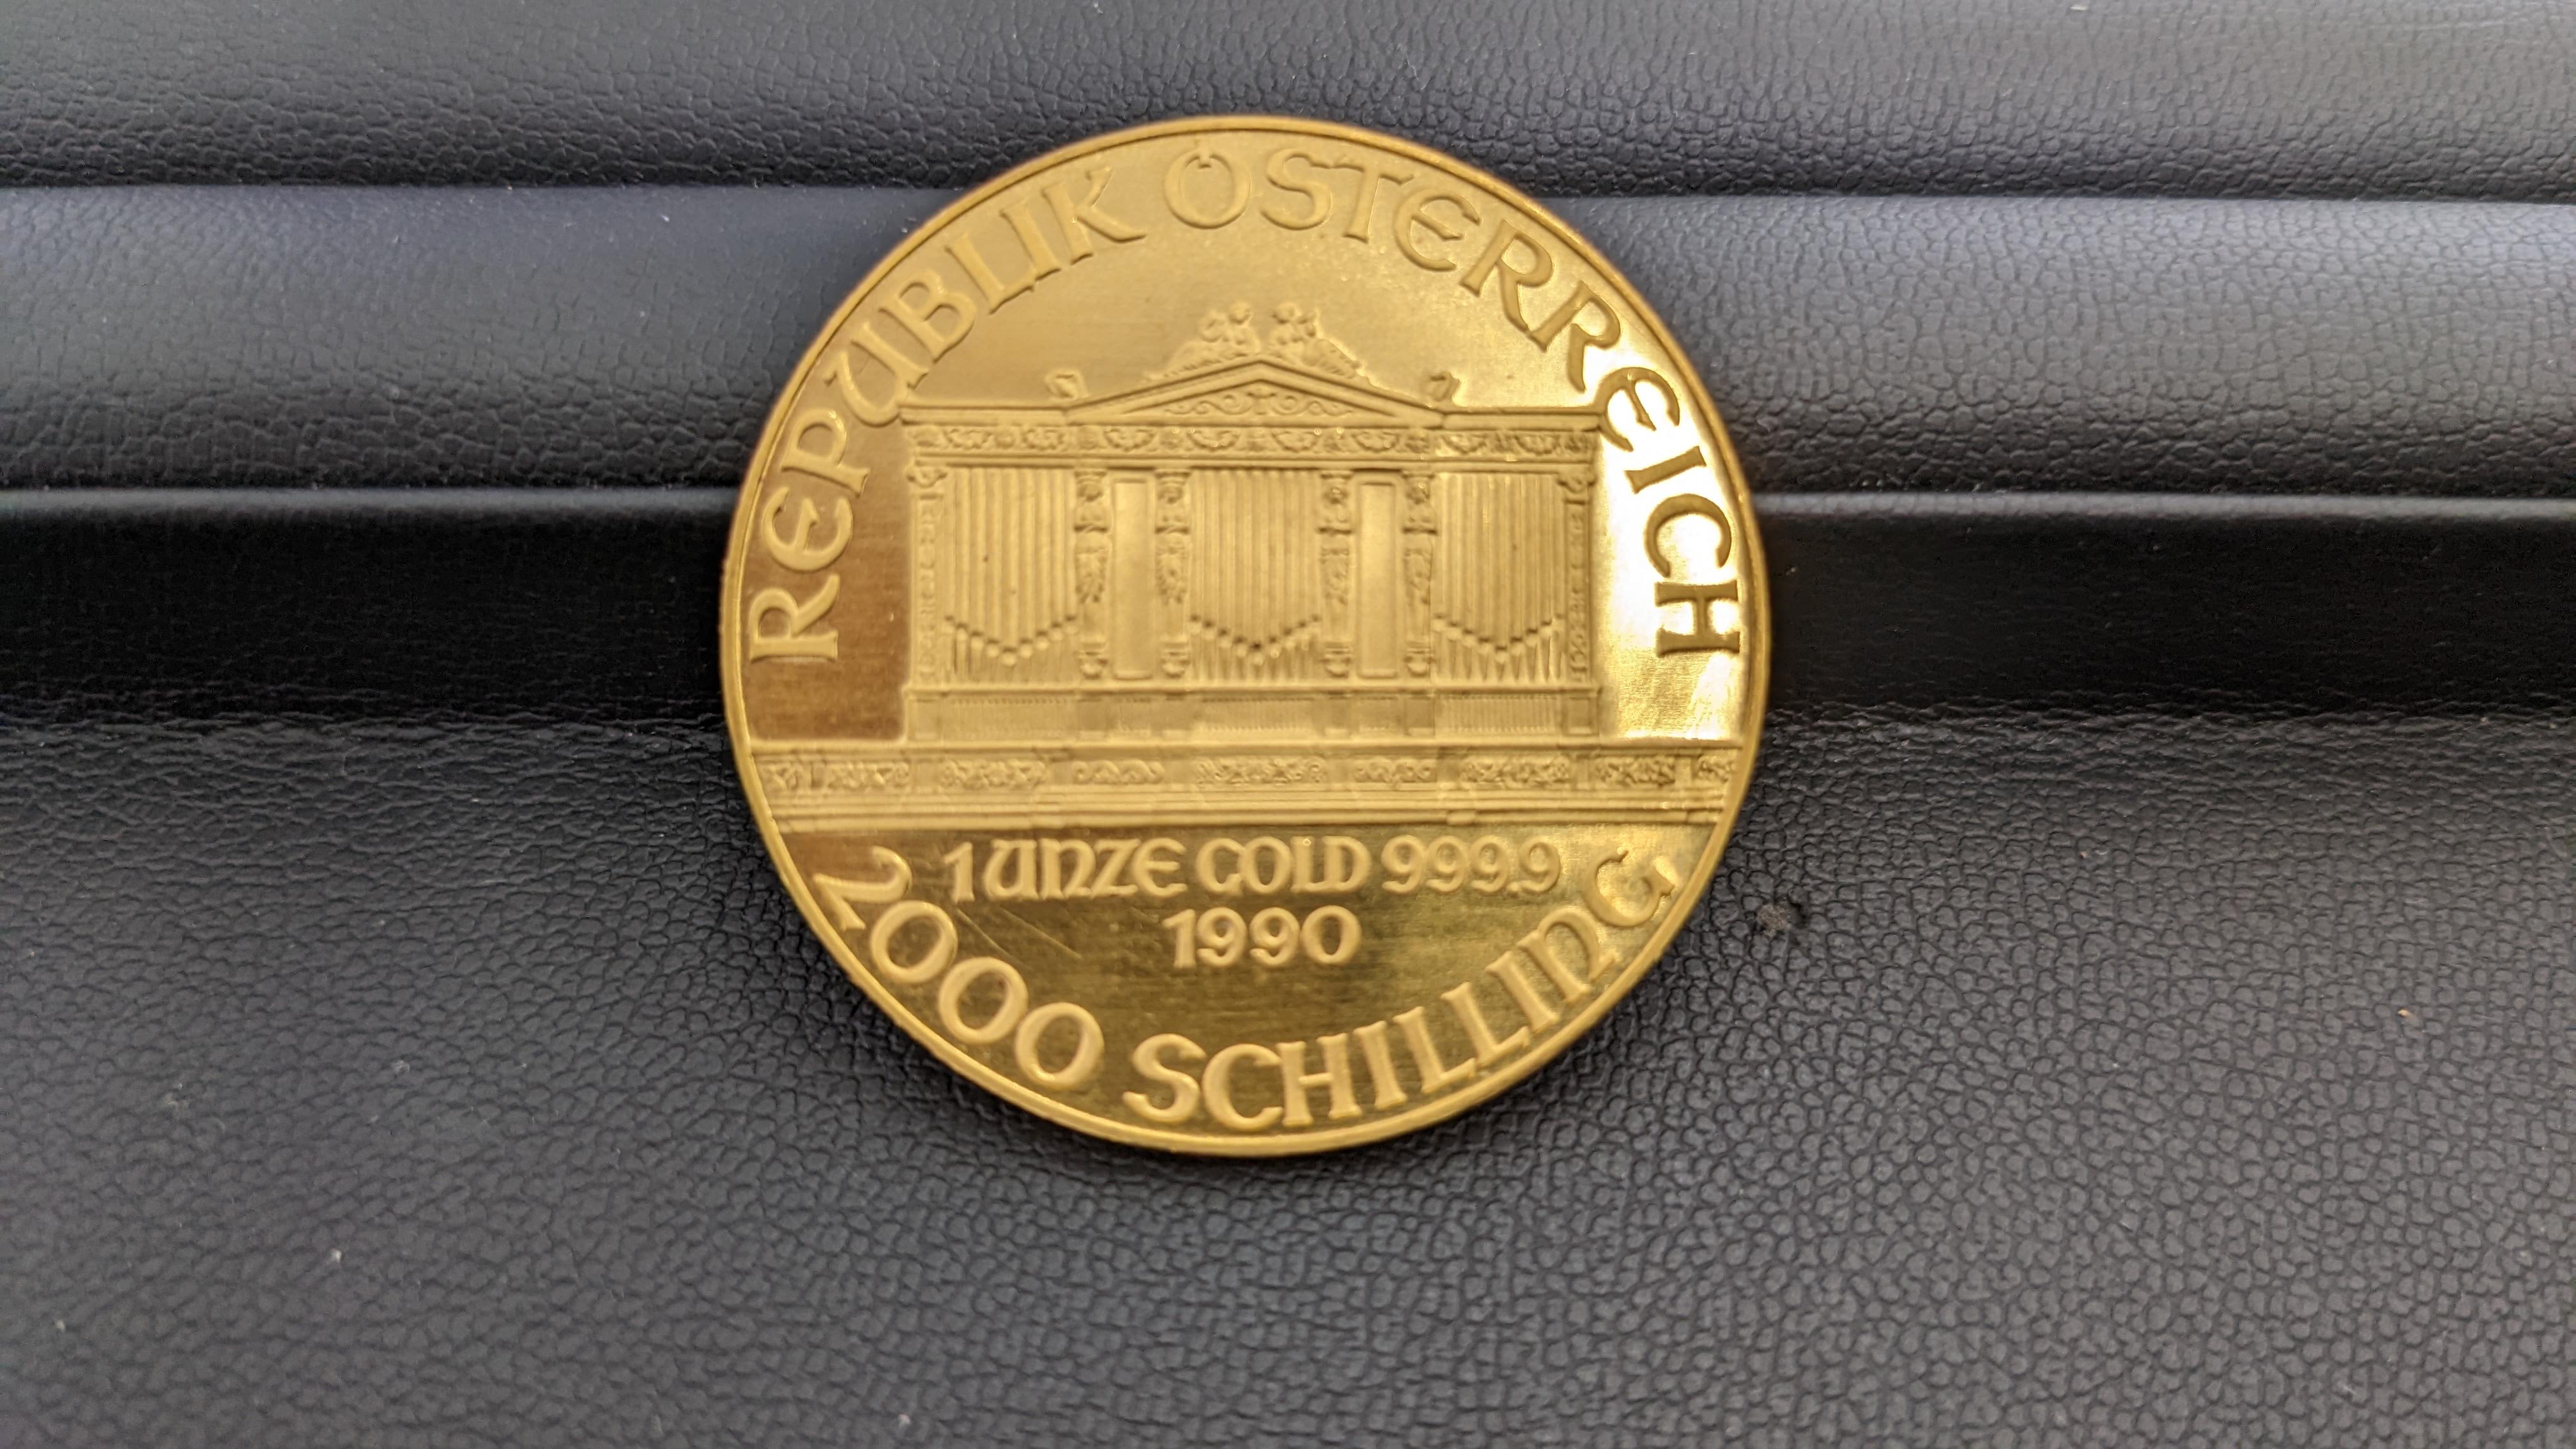 REPUBLIK ÖSTERREICH
1 UNZE GOLD 999.9
1990
2000 SCHILLING